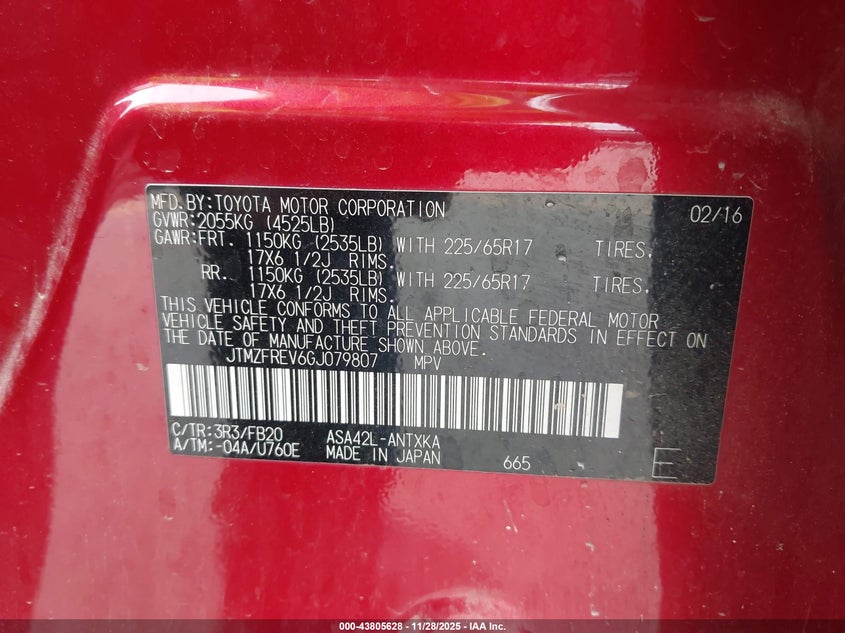 MFD.BY:TOYOTA MOTOR CORPORATION 02/16
GVWR:2055KG (4525LB)
GAWR:FRT. 1150KG (2535LB) WITH 225/65R17 TIRES.
17X6 1/2J RIMS.
RR. 1150KG (2535LB) WITH 225/65R17 TIRES.
17X6 1/2J RIMS.
THIS VEHICLE CONFORMS TO ALL APPLICABLE FEDERAL MOTOR
VEHICLE SAFETY AND THEFT PREVENTION STANDARDS IN EFFECT ON
THE DATE OF MANUFACTURE SHOWN ABOVE.
JTMZFREV6GJ079807 MPV
C/TR:3R3/FB20 ASA42L-ANTXKA
A/TM:-04A/U760E MADE IN JAPAN 665 E
000-43805628 - 11/28/2025 - IAA Inc.